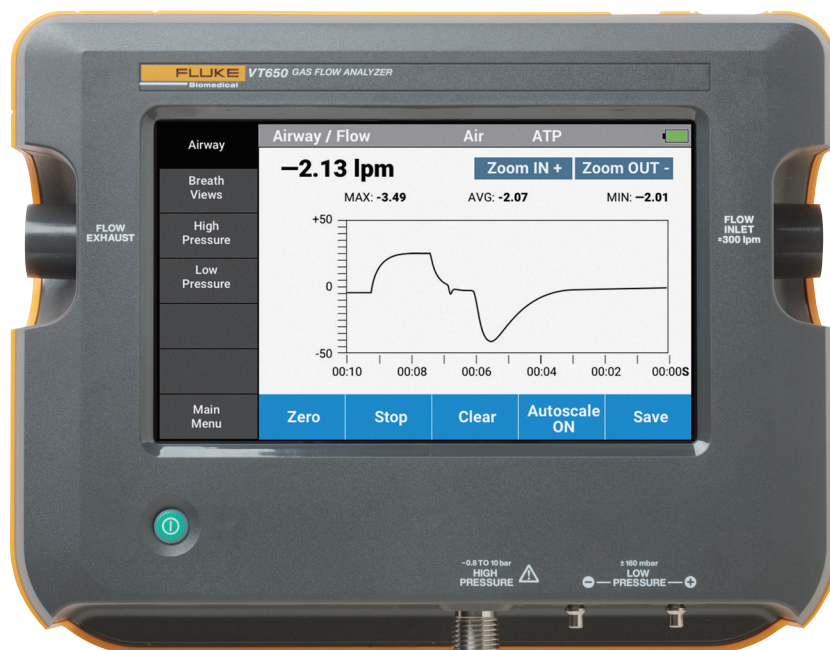 FLUKE VT650 GAS FLOW ANALYZER
Biomedical
Airway
Breath
Views
High
Pressure
Low
Pressure
Main
Menu
Airway / Flow Air ATP
−2.13 lpm Zoom IN + Zoom OUT -
MAX: -3.49 AVG: -2.07 MIN: −2.01
+50
0
-50
00:10 00:08 00:06 00:04 00:02 00:00S
Zero Stop Clear Autoscale
ON Save
FLOW
EXHAUST
FLOW
INLET
±300 lpm
-0.8 TO 10 bar
HIGH
PRESSURE
±160 mbar
LOW
PRESSURE